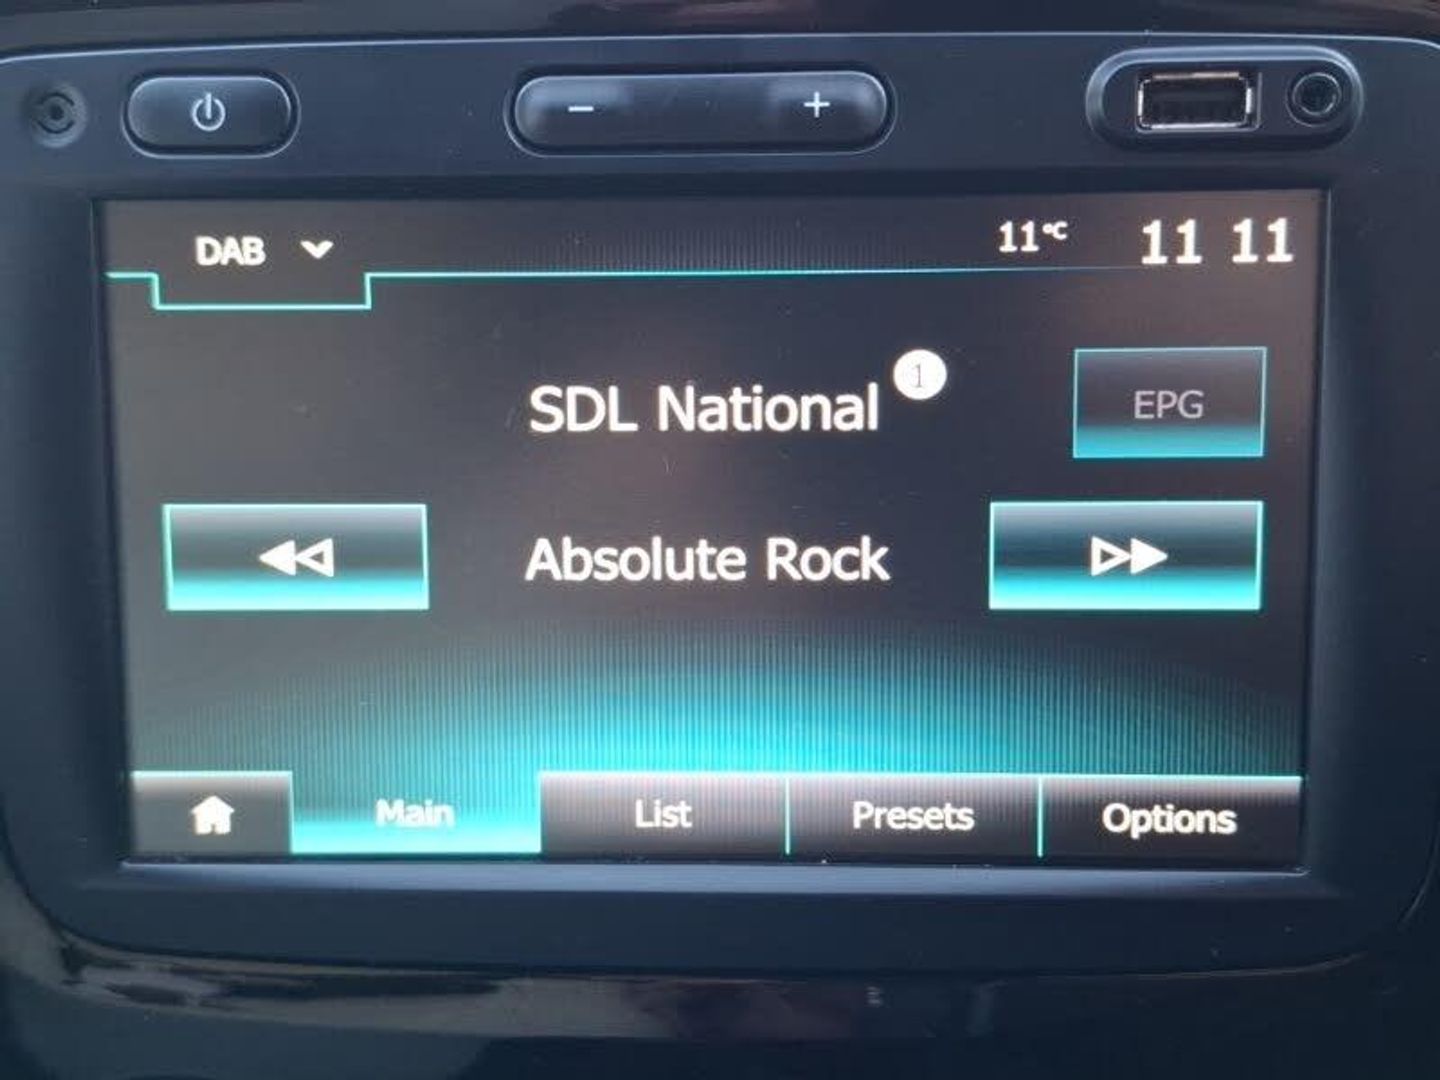 DAB
11°C
11 11
SDL National
1
EPG
Absolute Rock
Main
List
Presets
Options